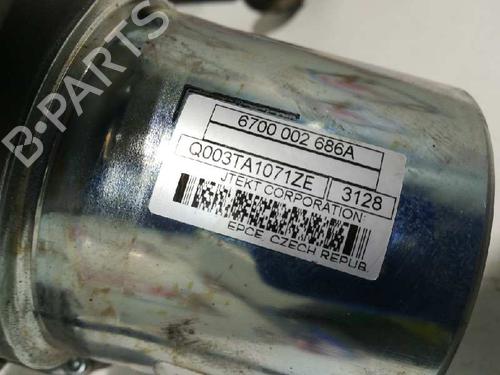 B-PARTS
6700 002 686A
Q003TA1071ZE 3128
JTEKT CORPORATION:
EPCE, CZECH REPUB.